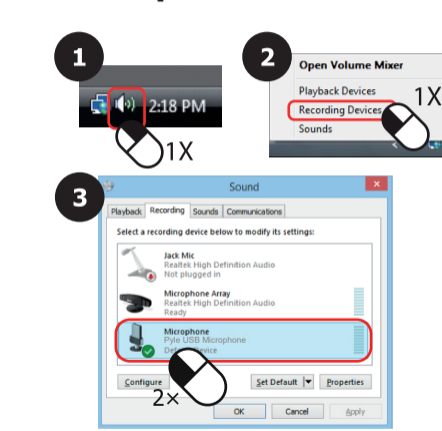 1
2:18 PM
1X
2
Open Volume Mixer
Playback Devices
Recording Devices
Sounds
1X
3
Sound
Playback Recording Sounds Communications
Select a recording device below to modify its settings:
Jack Mic
Realtek High Definition Audio
Not plugged in
Microphone Array
Realtek High Definition Audio
Ready
Microphone
Pyle USB Microphone
Configure
Set Default
Properties
2×
OK
Cancel
Apply